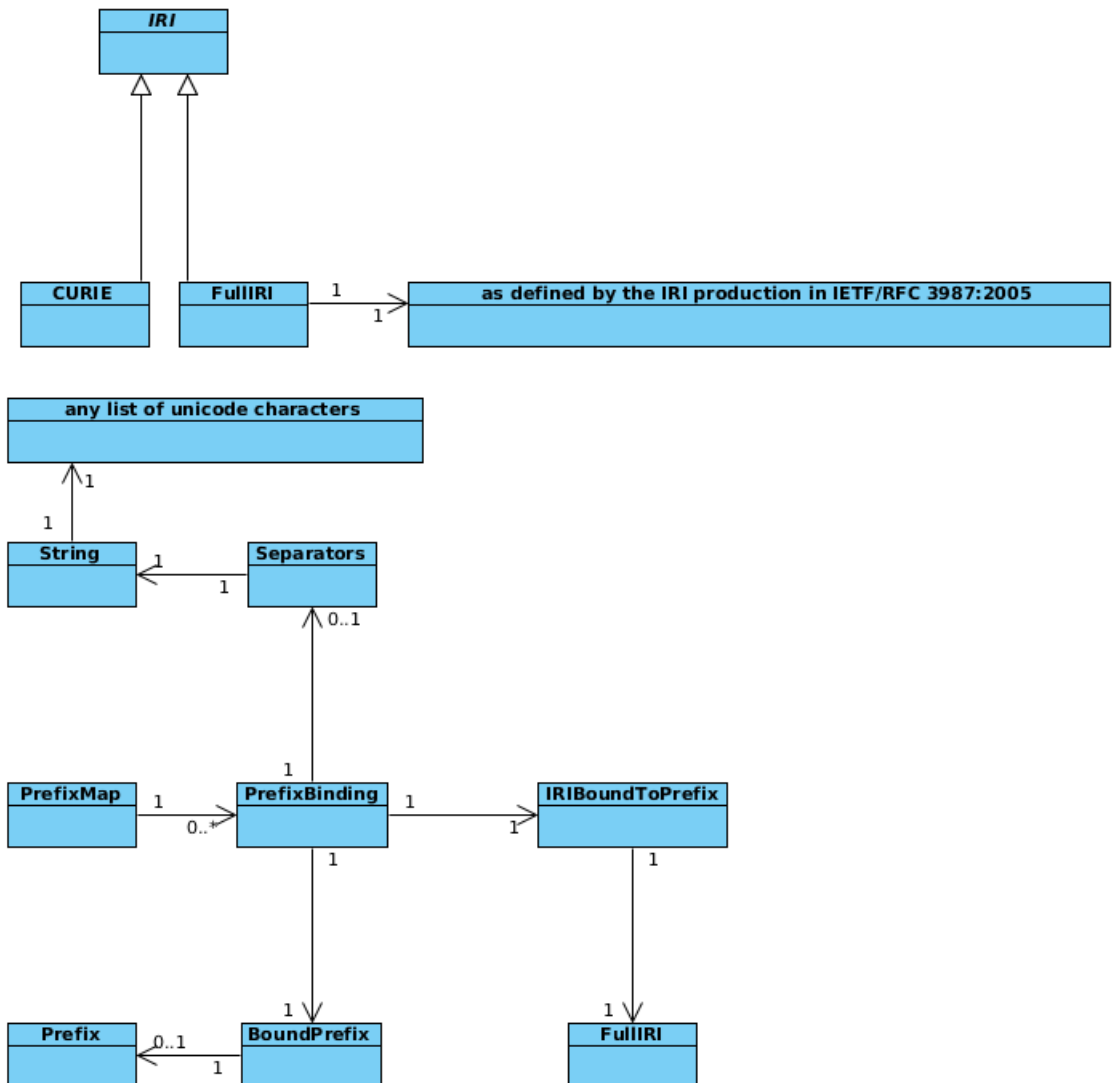 IRI
CURIE
FullIRI
1
1
as defined by the IRI production in IETF/RFC 3987:2005
any list of unicode characters
1
1
String
1
1
Separators
0..1
1
PrefixMap
1
0..*
PrefixBinding
1
1
IRIBoundToPrefix
1
1
1
1
Prefix
0..1
1
BoundPrefix
FullIRI